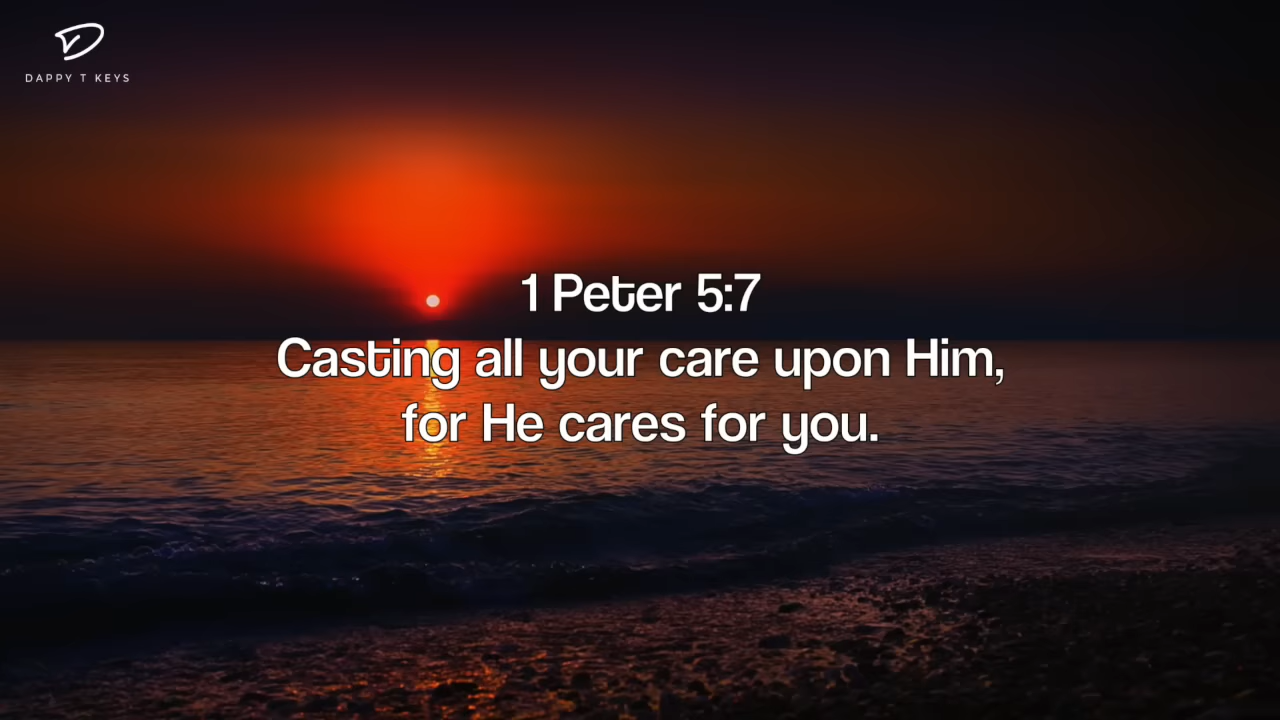 DAPPY T KEYS
1 Peter 5:7
Casting all your care upon Him,
for He cares for you.